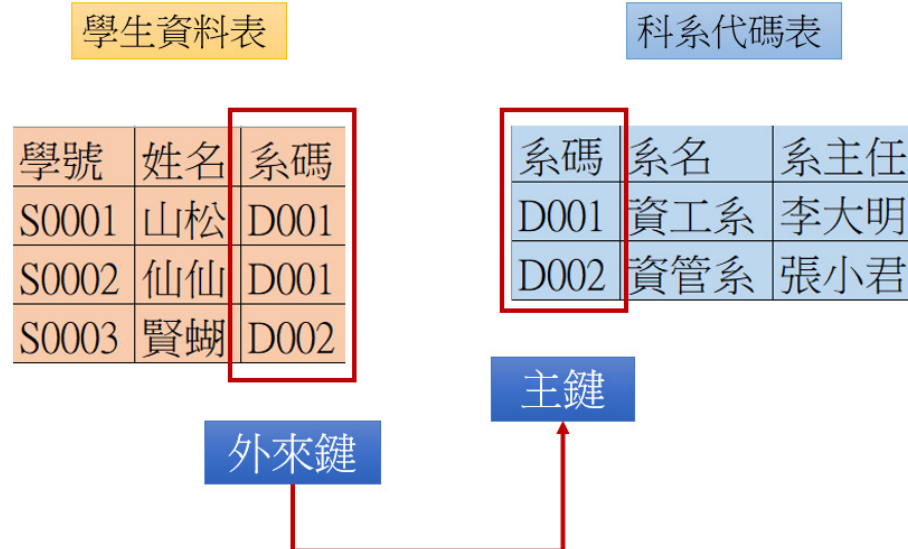 學生資料表
科系代碼表
學號 姓名 系碼
S0001 山松 D001
S0002 仙仙 D001
S0003 賢蝴 D002
系碼 系名 系主任
D001 資工系 李大明
D002 資管系 張小君
主鍵
外來鍵